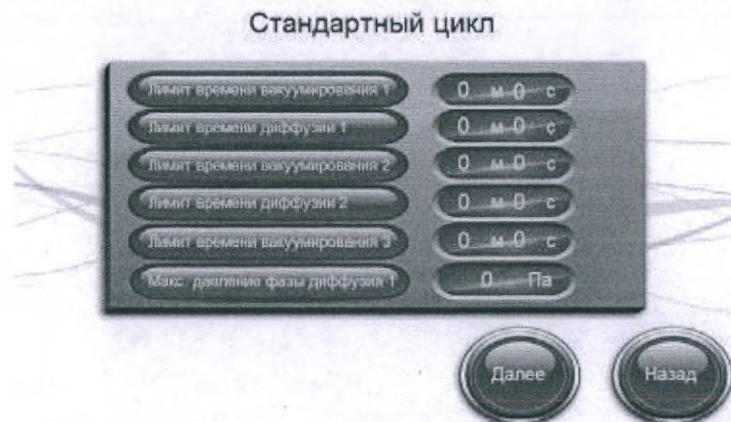 Стандартный цикл
Лимит времени вакуумирования 1 0 м 0 с
Лимит времени диффузии 1 0 м 0 с
Лимит времени вакуумирования 2 0 м 0 с
Лимит времени диффузии 2 0 м 0 с
Лимит времени вакуумирования 3 0 м 0 с
Макс. давление фазы диффузия 1 0 Па
Далее Назад